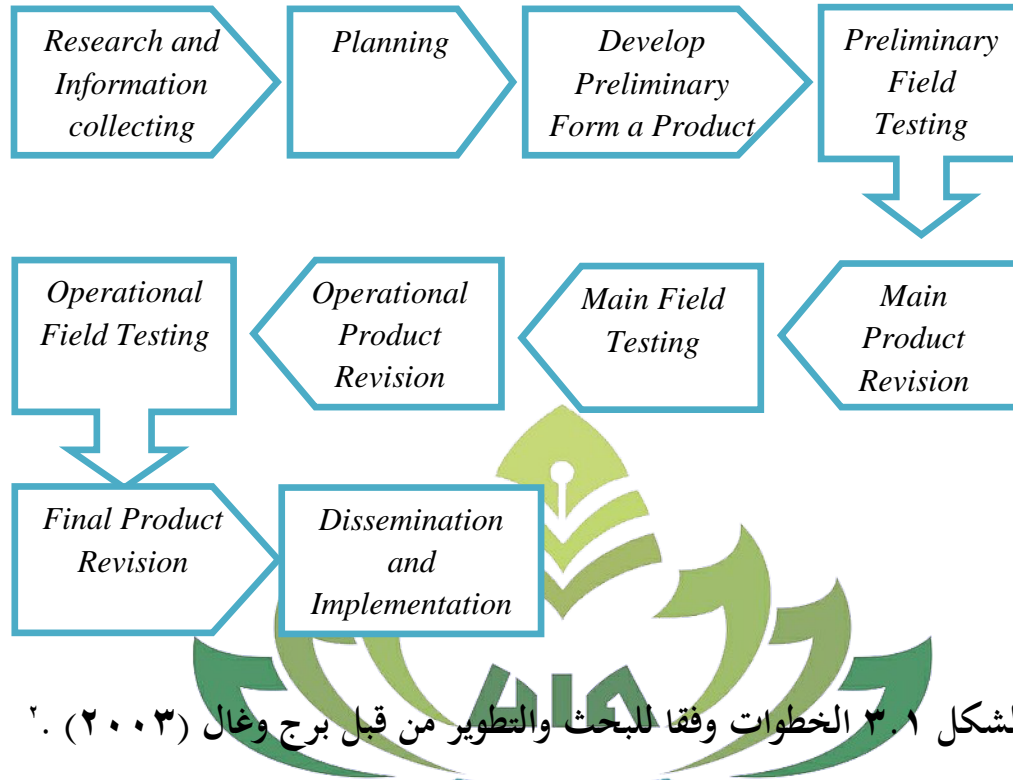 Research and
Information
collecting
Planning
Develop
Preliminary
Form a Product
Preliminary
Field
Testing
Main
Product
Revision
Main Field
Testing
Operational
Product
Revision
Operational
Field Testing
Final Product
Revision
Dissemination
and
Implementation
لشكل ٣.١ الخطوات وفقا للبحث والتطوير من قبل برج وغال (٢٠٠٣) .٢